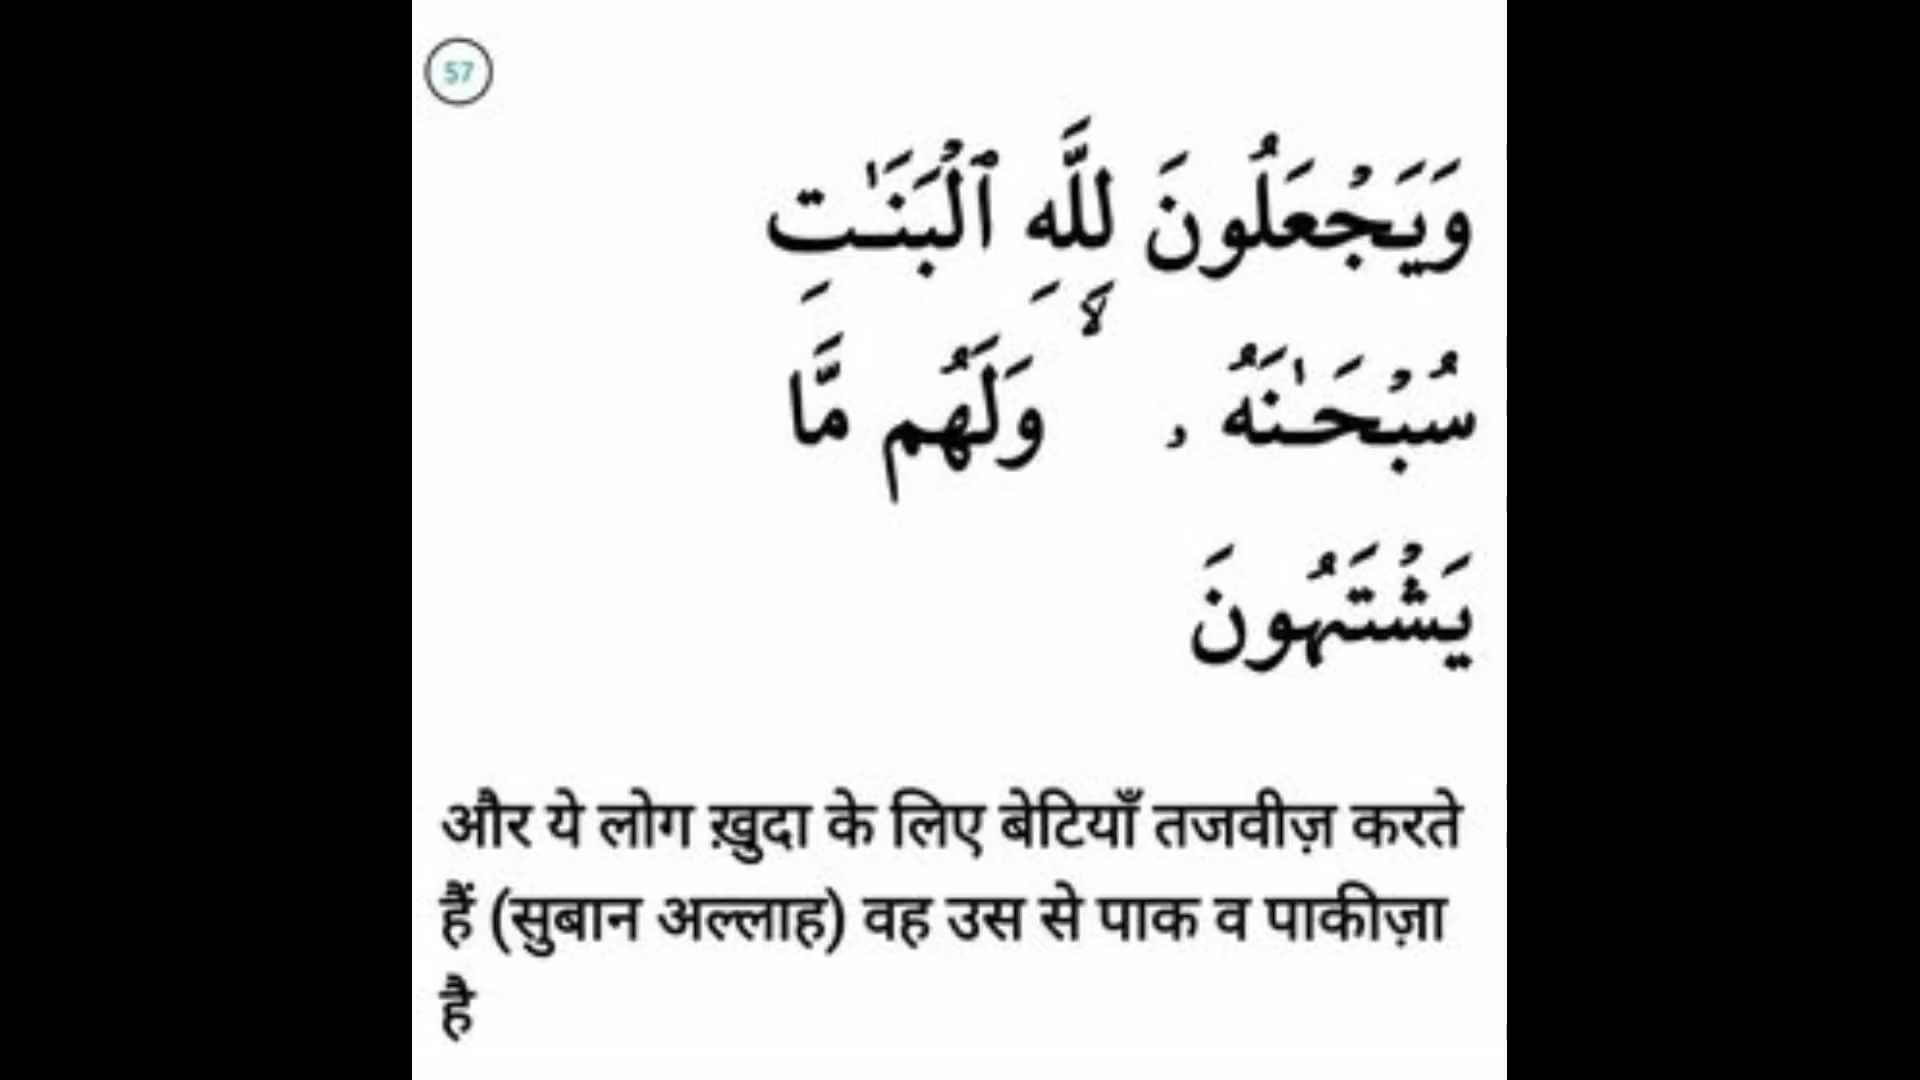 57
وَيَجْعَلُونَ لِلَّهِ ٱلْبَنَـٰتِ
سُبْحَـٰنَهُۥ ۙ وَلَهُم مَّا
يَشْتَهُونَ
और ये लोग ख़ुदा के लिए बेटियाँ तजवीज़ करते
हैं (सुबान अल्लाह) वह उस से पाक व पाकीज़ा
है